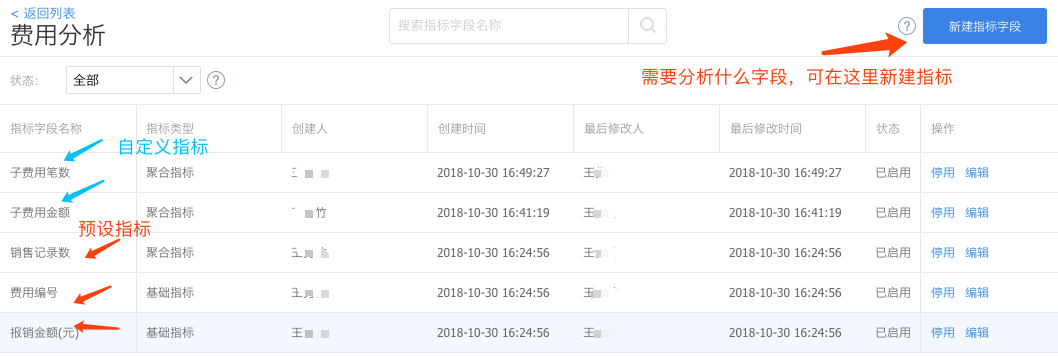 < 返回列表
费用分析
搜索指标字段名称
?
新建指标字段
状态:
全部
?
需要分析什么字段，可在这里新建指标
指标字段名称 指标类型 创建人 创建时间 最后修改人 最后修改时间 状态 操作
自定义指标
子费用笔数 聚合指标 2018-10-30 16:49:27 王 2018-10-30 16:49:27 已启用 停用 编辑
子费用金额 聚合指标 竹 2018-10-30 16:41:19 王 2018-10-30 16:41:19 已启用 停用 编辑
预设指标
销售记录数 聚合指标 王 2018-10-30 16:24:56 王 2018-10-30 16:24:56 已启用 停用 编辑
费用编号 基础指标 王 2018-10-30 16:24:56 王 2018-10-30 16:24:56 已启用 停用 编辑
报销金额(元) 基础指标 王 2018-10-30 16:24:56 王 2018-10-30 16:24:56 已启用 停用 编辑